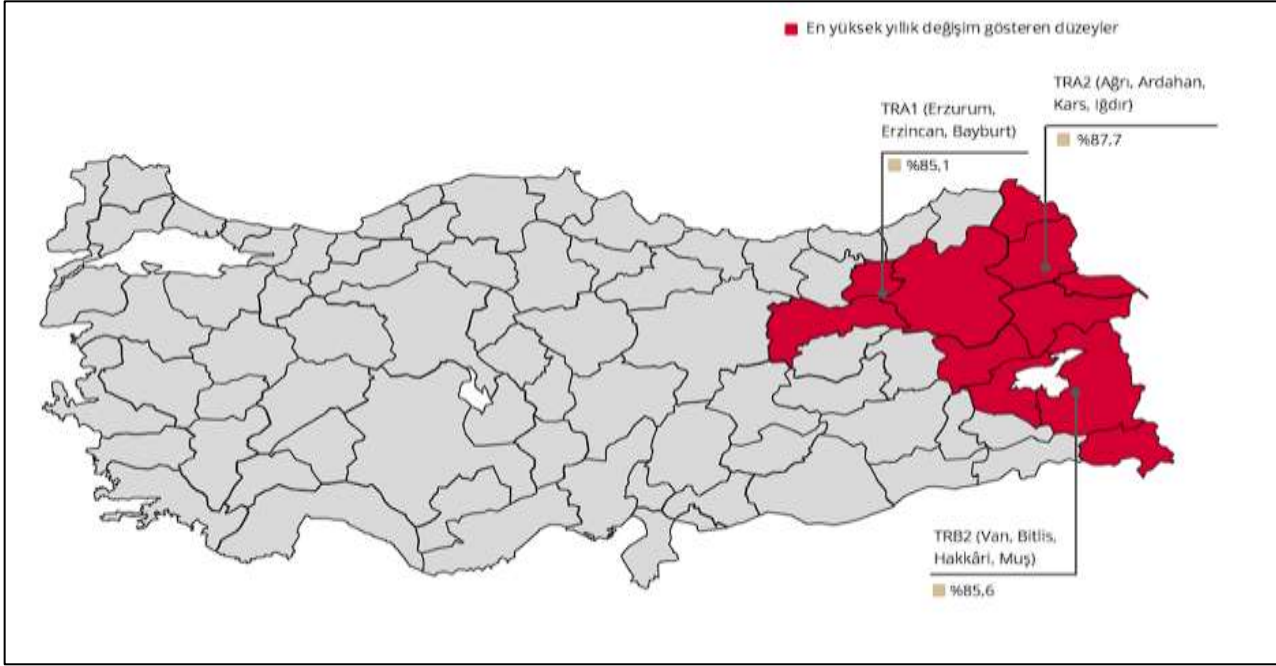 En yüksek yıllık değişim gösteren düzeyler
TRA2 (Ağrı, Ardahan,
Kars, Iğdır)
%87,7
TRA1 (Erzurum,
Erzincan, Bayburt)
%85,1
TRB2 (Van, Bitlis,
Hakkâri, Muş)
%85,6